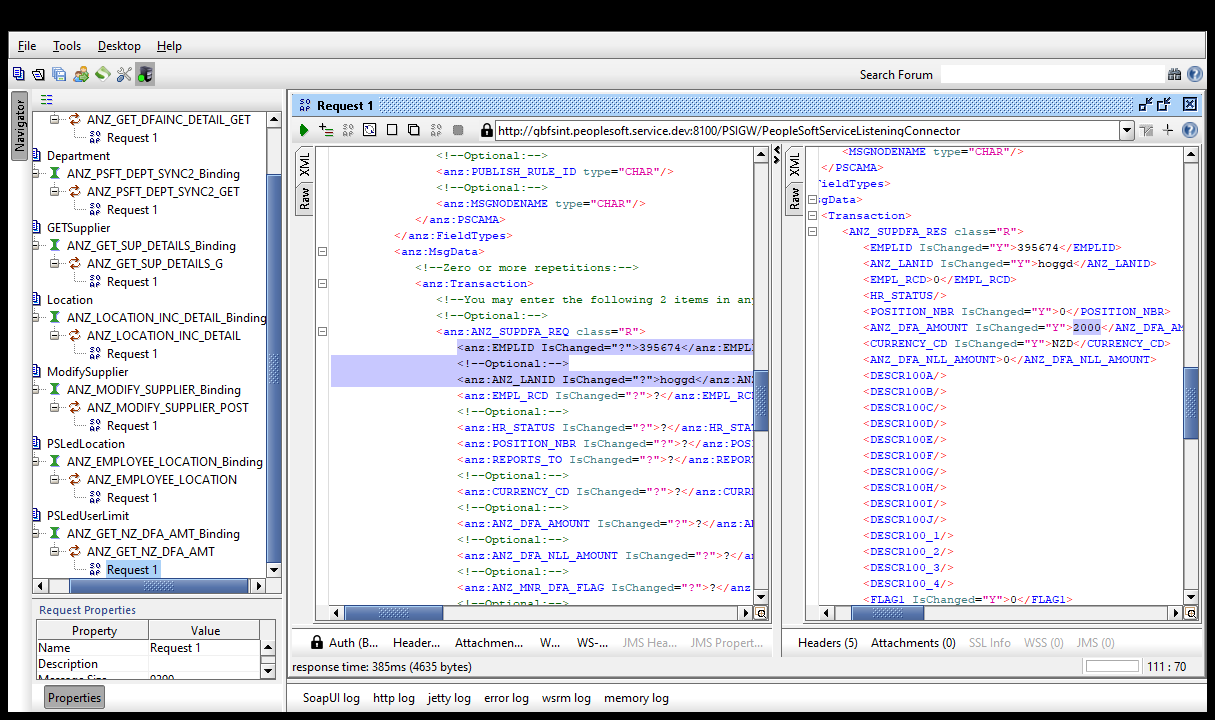 File Tools Desktop Help
Search Forum
Navigator
ANZ_GET_DFAINC_DETAIL_GET
Request 1
Department
ANZ_PSFT_DEPT_SYNC2_Binding
ANZ_PSFT_DEPT_SYNC2_GET
Request 1
GETSupplier
ANZ_GET_SUP_DETAILS_Binding
ANZ_GET_SUP_DETAILS_G
Request 1
Location
ANZ_LOCATION_INC_DETAIL_Binding
ANZ_LOCATION_INC_DETAIL
Request 1
ModifySupplier
ANZ_MODIFY_SUPPLIER_Binding
ANZ_MODIFY_SUPPLIER_POST
Request 1
PSLedLocation
ANZ_EMPLOYEE_LOCATION_Binding
ANZ_EMPLOYEE_LOCATION
Request 1
PSLedUserLimit
ANZ_GET_NZ_DFA_AMT_Binding
ANZ_GET_NZ_DFA_AMT
Request 1
Request Properties
Property Value
Name Request 1
Description
Properties
Request 1
http://qbfsint.peoplesoft.service.dev:8100/PSIGW/PeopleSoftServiceListeningConnector
XML
Raw
<!--Optional:-->
<anz:PUBLISH_RULE_ID type="CHAR"/>
<!--Optional:-->
<anz:MSGNODENAME type="CHAR"/>
</anz:PSCAMA>
</anz:FieldTypes>
<anz:MsgData>
<!--Zero or more repetitions:-->
<anz:Transaction>
<!--You may enter the following 2 items in any
<!--Optional:-->
<anz:ANZ_SUPDFA_REQ class="R">
<anz:EMPLID IsChanged="?">395674</anz:EMPLI
<!--Optional:-->
<anz:ANZ_LANID IsChanged="?">hoggd</anz:ANZ
<anz:EMPL_RCD IsChanged="?">?</anz:EMPL_RCD
<!--Optional:-->
<anz:HR_STATUS IsChanged="?">?</anz:HR_STAT
<anz:POSITION_NBR IsChanged="?">?</anz:POSI
<anz:REPORTS_TO IsChanged="?">?</anz:REPORT
<!--Optional:-->
<anz:CURRENCY_CD IsChanged="?">?</anz:CURRE
<!--Optional:-->
<anz:ANZ_DFA_AMOUNT IsChanged="?">?</anz:AN
<!--Optional:-->
<anz:ANZ_DFA_NLL_AMOUNT IsChanged="?">?</an
<!--Optional:-->
<anz:ANZ_MNR_DFA_FLAG IsChanged="?">?</anz:
<!--Optional:-->
XML
Raw
<MSGNODENAME type="CHAR"/>
</PSCAMA>
FieldTypes>
gData>
<Transaction>
<ANZ_SUPDFA_RES class="R">
<EMPLID IsChanged="Y">395674</EMPLID>
<ANZ_LANID IsChanged="Y">hoggd</ANZ_LANID>
<EMPL_RCD>0</EMPL_RCD>
<HR_STATUS/>
<POSITION_NBR IsChanged="Y">0</POSITION_NBR>
<ANZ_DFA_AMOUNT IsChanged="Y">2000</ANZ_DFA_AM
<CURRENCY_CD IsChanged="Y">NZD</CURRENCY_CD>
<ANZ_DFA_NLL_AMOUNT>0</ANZ_DFA_NLL_AMOUNT>
<DESCR100A/>
<DESCR100B/>
<DESCR100C/>
<DESCR100D/>
<DESCR100E/>
<DESCR100F/>
<DESCR100G/>
<DESCR100H/>
<DESCR100I/>
<DESCR100J/>
<DESCR100_1/>
<DESCR100_2/>
<DESCR100_3/>
<DESCR100_4/>
<FLAG1 IsChanged="Y">0</FLAG1>
Auth (B... Header... Attachmen... W... WS-... JMS Hea... JMS Propert...
Headers (5) Attachments (0) SSL Info WSS (0) JMS (0)
response time: 385ms (4635 bytes)
111 : 70
SoapUI log http log jetty log error log wsrm log memory log